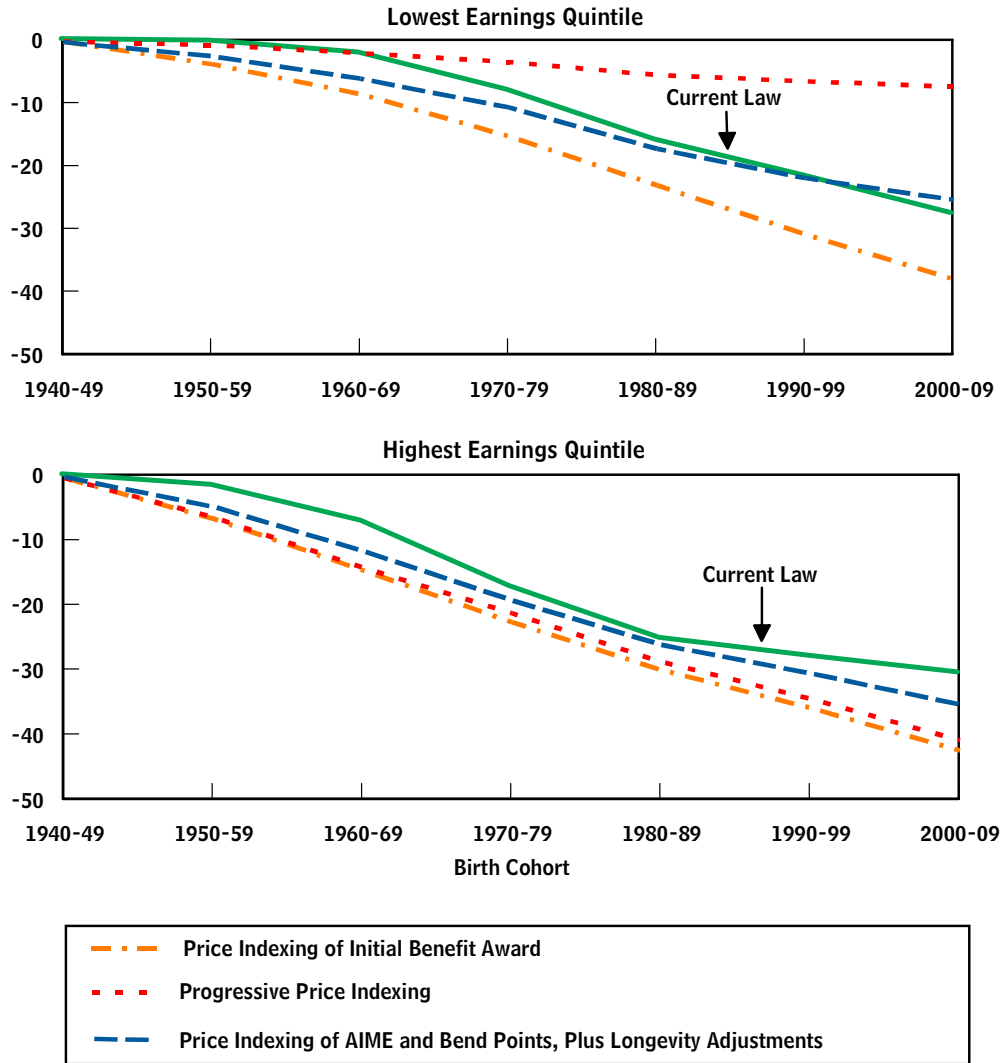 Lowest Earnings Quintile
0
-10
-20
-30
-40
-50
Current Law
1940-49 1950-59 1960-69 1970-79 1980-89 1990-99 2000-09
Highest Earnings Quintile
0
-10
-20
-30
-40
-50
Current Law
1940-49 1950-59 1960-69 1970-79 1980-89 1990-99 2000-09
Birth Cohort
Price Indexing of Initial Benefit Award
Progressive Price Indexing
Price Indexing of AIME and Bend Points, Plus Longevity Adjustments